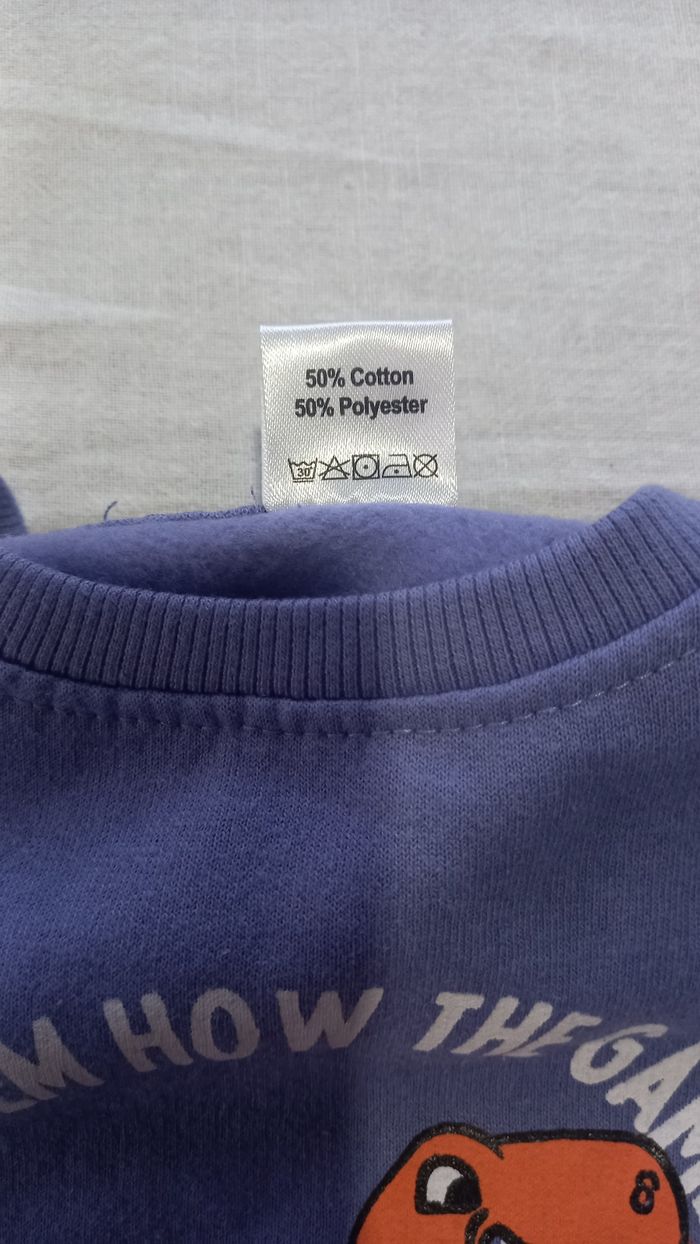 50% Cotton
50% Polyester
30
HOW THE